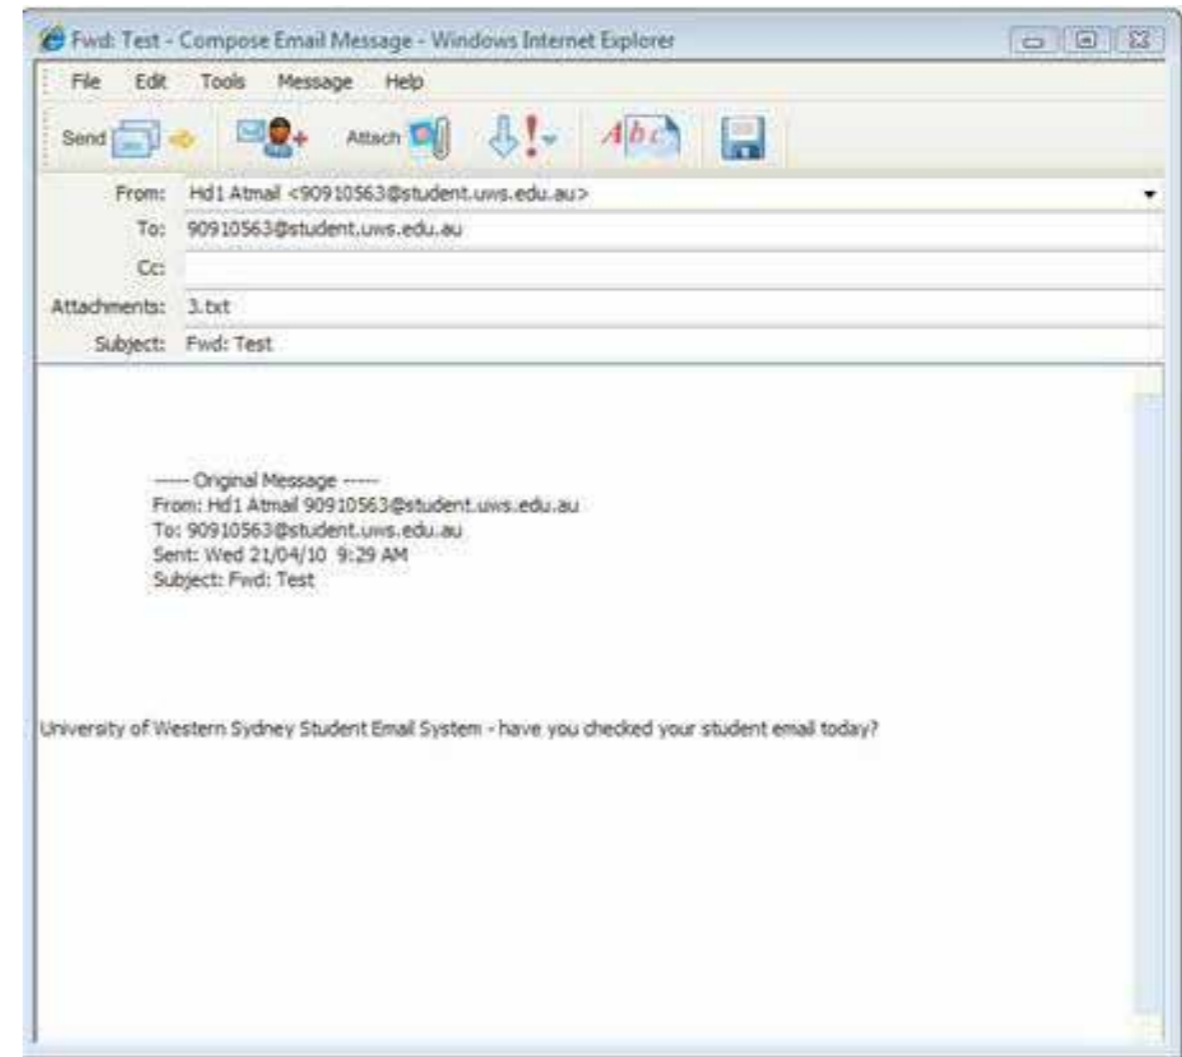 Fwd: Test - Compose Email Message - Windows Internet Explorer
File Edit Tools Message Help
Send Attach Abc
From: Hd1 Atmail <90910563@student.uws.edu.au>
To: 90910563@student.uws.edu.au
Cc:
Attachments: 3.txt
Subject: Fwd: Test
----- Original Message -----
From: Hd1 Atmail 90910563@student.uws.edu.au
To: 90910563@student.uws.edu.au
Sent: Wed 21/04/10 9:29 AM
Subject: Fwd: Test
University of Western Sydney Student Email System - have you checked your student email today?